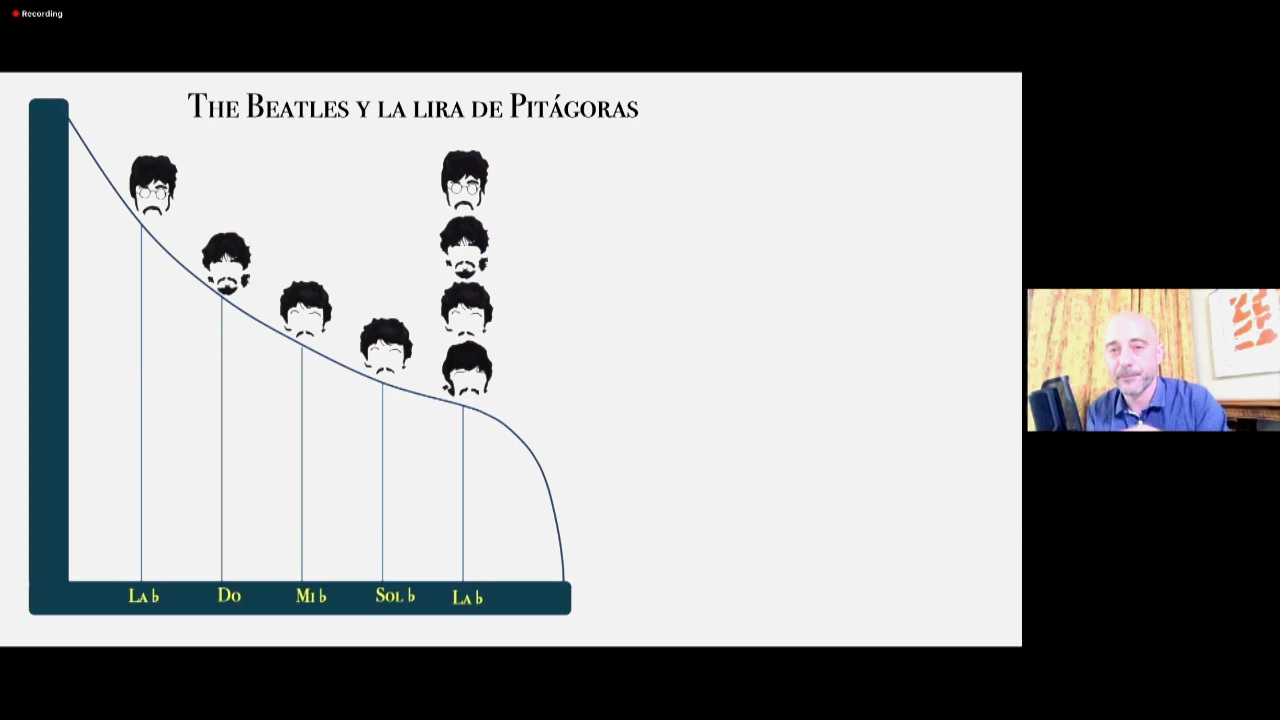 Recording
The Beatles y la lira de Pitágoras
La b Do Mi b Sol b La b